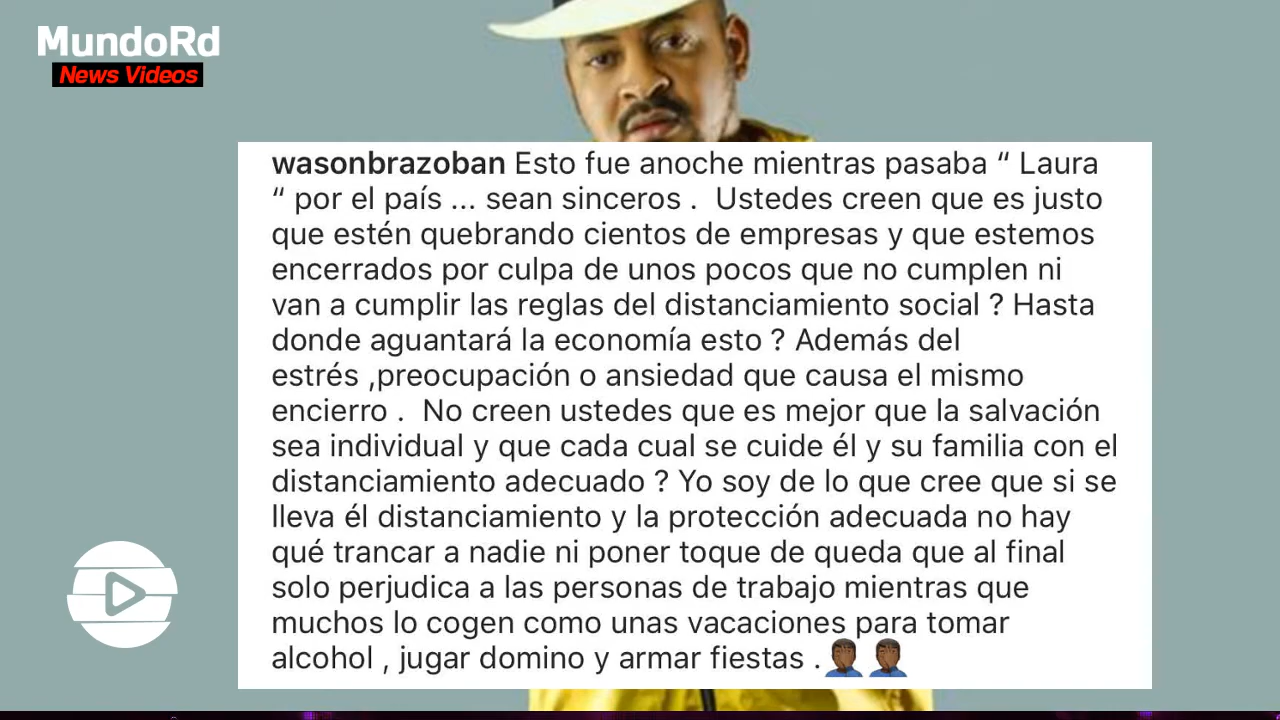 MundoRd
News Videos
wasonbrazoban Esto fue anoche mientras pasaba “ Laura
“ por el país ... sean sinceros .  Ustedes creen que es justo
que estén quebrando cientos de empresas y que estemos
encerrados por culpa de unos pocos que no cumplen ni
van a cumplir las reglas del distanciamiento social ? Hasta
donde aguantará la economía esto ? Además del
estrés ,preocupación o ansiedad que causa el mismo
encierro .  No creen ustedes que es mejor que la salvación
sea individual y que cada cual se cuide él y su familia con el
distanciamiento adecuado ? Yo soy de lo que cree que si se
lleva él distanciamiento y la protección adecuada no hay
qué trancar a nadie ni poner toque de queda que al final
solo perjudica a las personas de trabajo mientras que
muchos lo cogen como unas vacaciones para tomar
alcohol , jugar domino y armar fiestas .🤦🏾‍♂️🤦🏾‍♂️